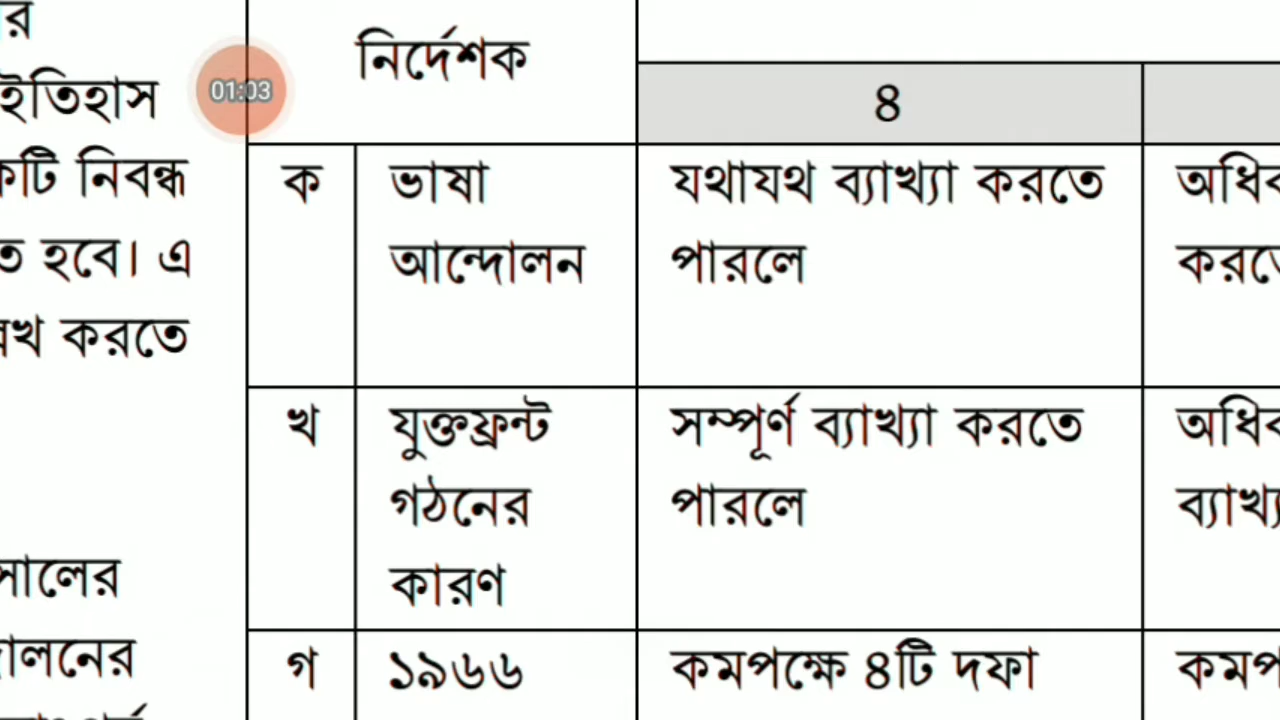 র
ইতিহাস
কটি নিবন্ধ
ত হবে। এ
করতে
সালের
নির্দেশক
01:03
৪
ক
ভাষা
আন্দোলন
যথাযথ ব্যাখ্যা করতে
পারলে
করতে
খ
যুক্তফ্রন্ট
গঠনের
কারণ
সম্পূর্ণ ব্যাখ্যা করতে
পারলে
গ
১৯৬৬
কমপক্ষে ৪টি দফা